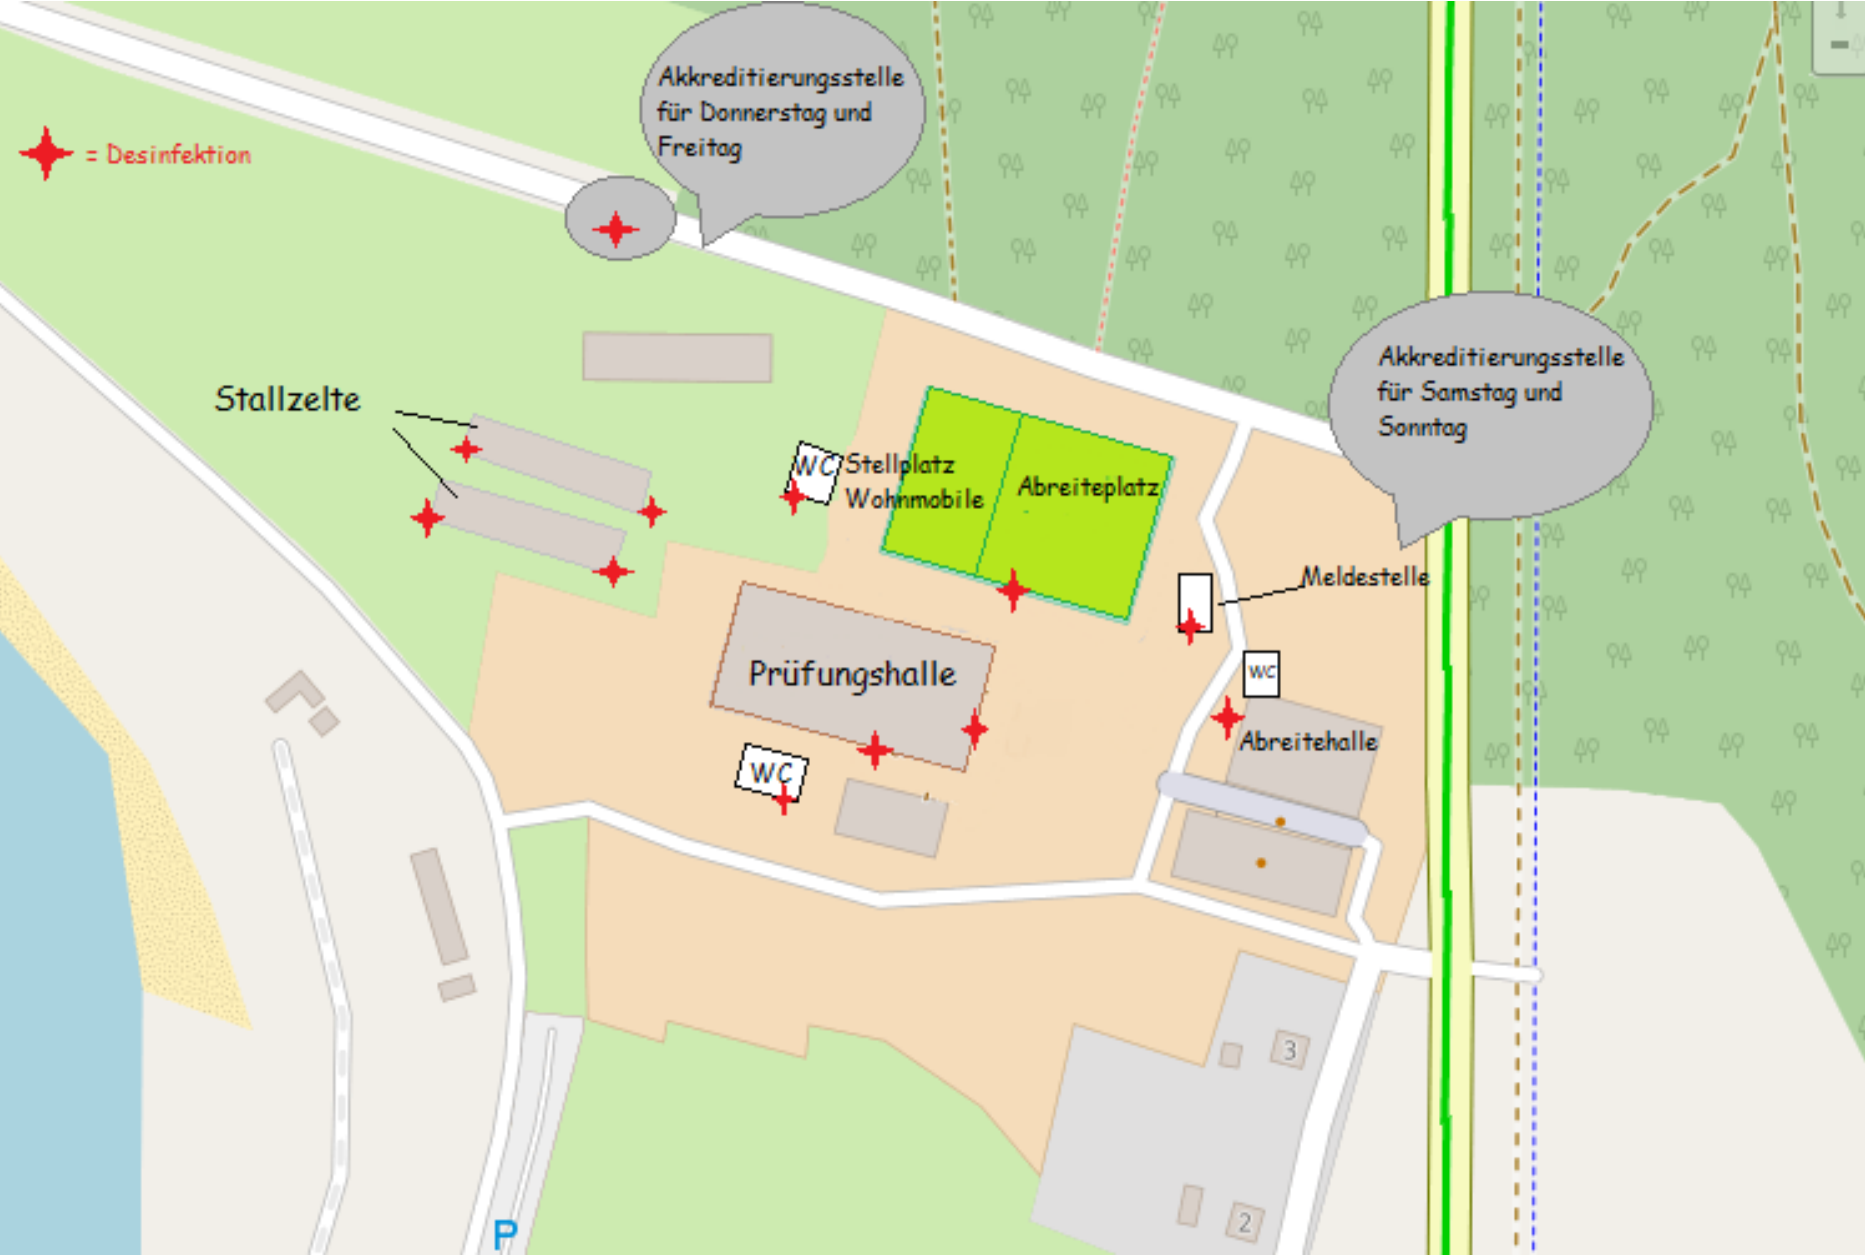 Akkreditierungsstelle
für Donnerstag und
Freitag
= Desinfektion
Akkreditierungsstelle
für Samstag und
Sonntag
Stallzelte
WC
Stellplatz
Wohnmobile
Abreiteplatz
Meldestelle
WC
Prüfungshalle
Abreitehalle
WC
3
2
P